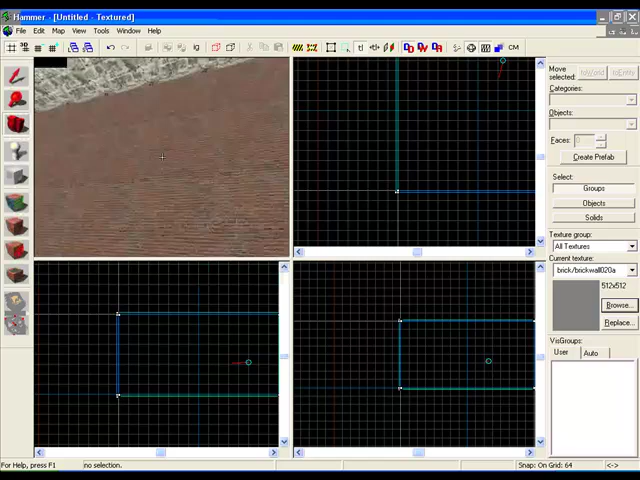 Hammer - [Untitled - Textured]
File Edit Map View Tools Window Help
CM
Move selected:
toWorld toEntity
Categories:
Objects:
Faces: 0
Create Prefab
Select:
Groups
Objects
Solids
Texture group:
All Textures
Current texture:
brick/brickwall020a
512x512
Browse...
Replace...
VisGroups:
User Auto
For Help, press F1 no selection. Snap: On Grid: 64 <->